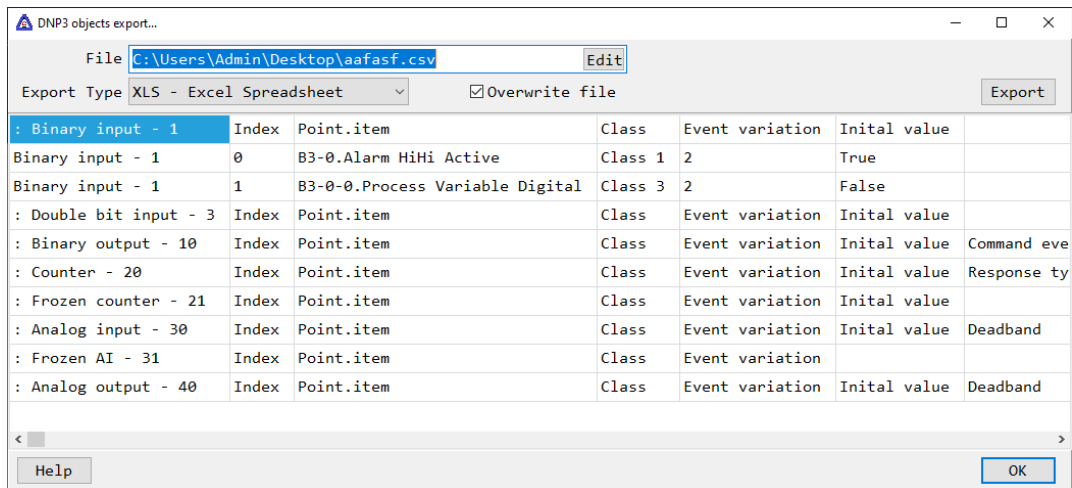 DNP3 objects export...
File C:\Users\Admin\Desktop\aafasf.csv Edit
Export Type XLS - Excel Spreadsheet Overwrite file Export
: Binary input - 1 Index Point.item Class Event variation Inital value
Binary input - 1 0 B3-0.Alarm HiHi Active Class 1 2 True
Binary input - 1 1 B3-0-0.Process Variable Digital Class 3 2 False
: Double bit input - 3 Index Point.item Class Event variation Inital value
: Binary output - 10 Index Point.item Class Event variation Inital value Command eve
: Counter - 20 Index Point.item Class Event variation Inital value Response ty
: Frozen counter - 21 Index Point.item Class Event variation Inital value
: Analog input - 30 Index Point.item Class Event variation Inital value Deadband
: Frozen AI - 31 Index Point.item Class Event variation
: Analog output - 40 Index Point.item Class Event variation Inital value Deadband
Help OK